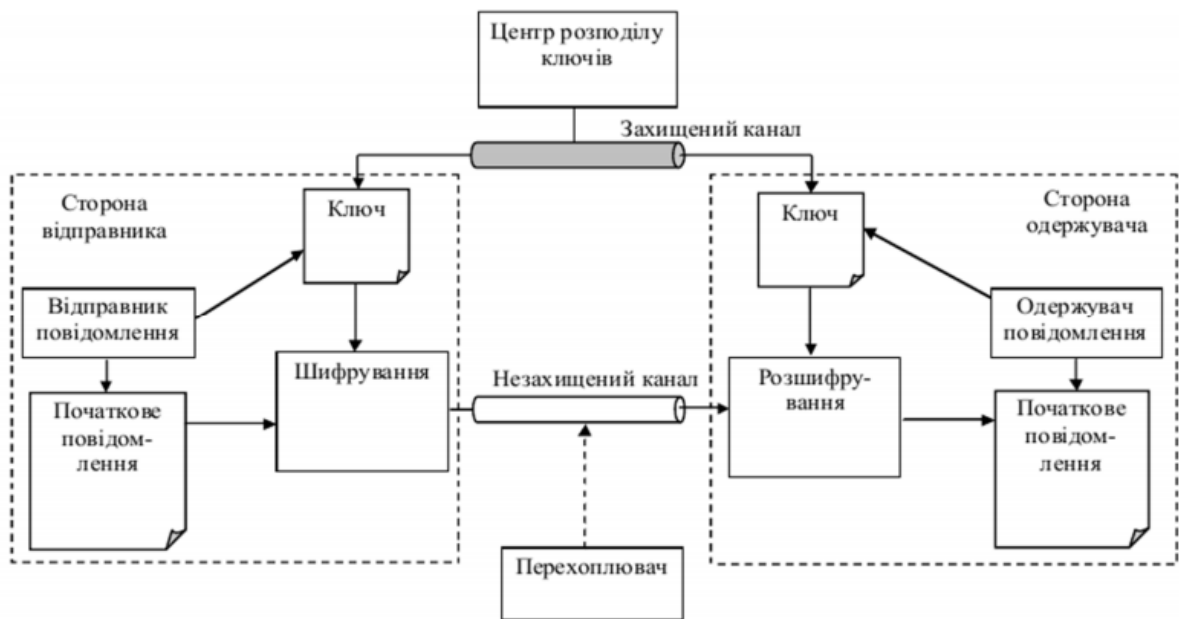 Центр розподілу
ключів
Захищений канал
Сторона
відправника
Ключ
Ключ
Сторона
одержувача
Відправник
повідомлення
Одержувач
повідомлення
Шифрування
Незахищений канал
Розшифру-
вання
Початкове
повідом-
лення
Початкове
повідом-
лення
Перехоплювач